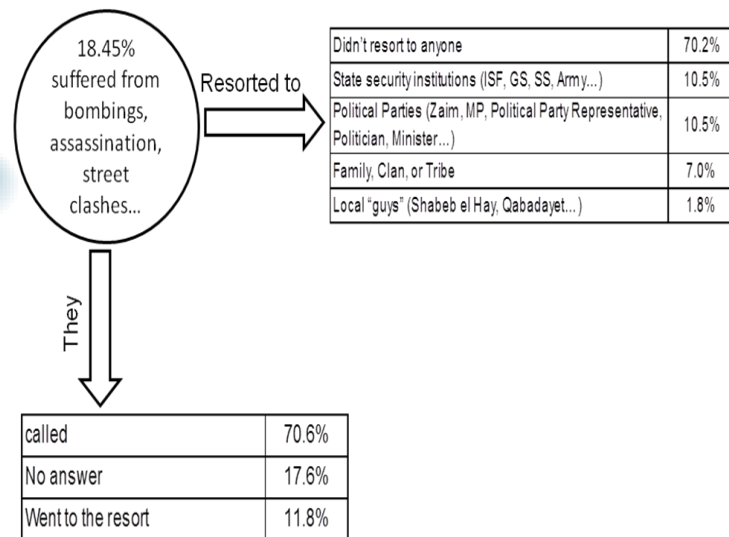 18.45%
suffered from
bombings,
assassination,
street
clashes...
Resorted to
Didn't resort to anyone 70.2%
State security institutions (ISF, GS, SS, Army...) 10.5%
Political Parties (Zaim, MP, Political Party Representative,
Politician, Minister...) 10.5%
Family, Clan, or Tribe 7.0%
Local "guys" (Shabeb el Hay, Qabadayet...) 1.8%
They
called 70.6%
No answer 17.6%
Went to the resort 11.8%